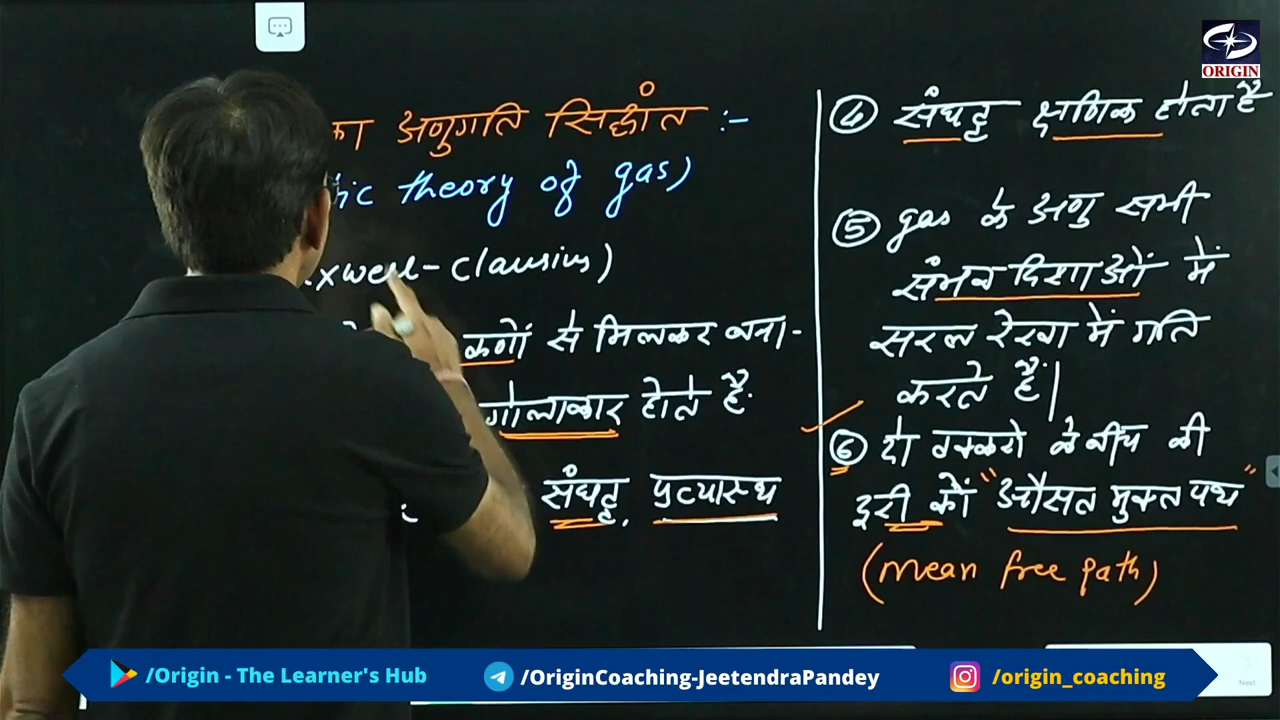 का अणुगति सिद्धांत :-
theory of gas)
xwell-Clausius)
कणों से मिलकर बना-
गोलाकार होते हैं
संघट्ट प्रत्यास्थ
④ संघट्ट क्षणिक होता है
⑤ gas के अणु सभी
संभव दिशाओं में
सरल रेखा में गति
करते हैं।
⑥ दो टक्करो के बीच की
दूरी कों "औसत मुक्त पथ"
(mean free path)
ORIGIN
/Origin - The Learner's Hub
/OriginCoaching-JeetendraPandey
/origin_coaching
Next